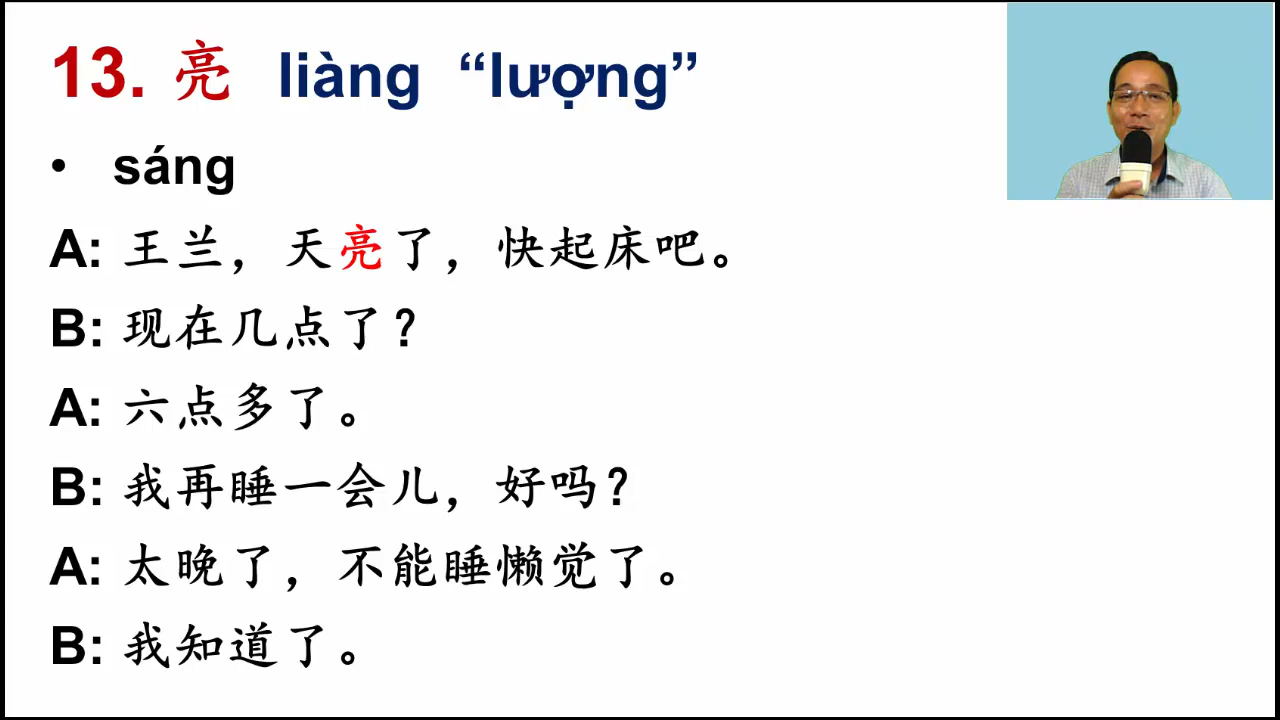 13. 亮 liàng “lượng”
• sáng
A: 王兰，天亮了，快起床吧。
B: 现在几点了？
A: 六点多了。
B: 我再睡一会儿，好吗？
A: 太晚了，不能睡懒觉了。
B: 我知道了。